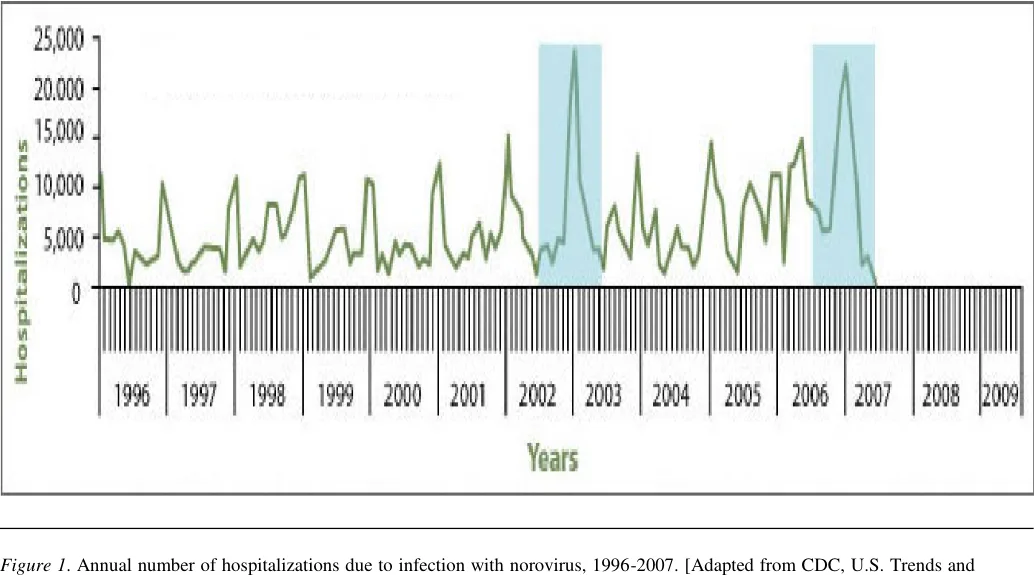 25,000
20.000
15,000
10,000
5,000
0
Hospitalizations
1996 1997 1998 1999 2000 2001 2002 2003 2004 2005 2006 2007 2008 2009
Years
Figure 1. Annual number of hospitalizations due to infection with norovirus, 1996-2007. [Adapted from CDC, U.S. Trends and